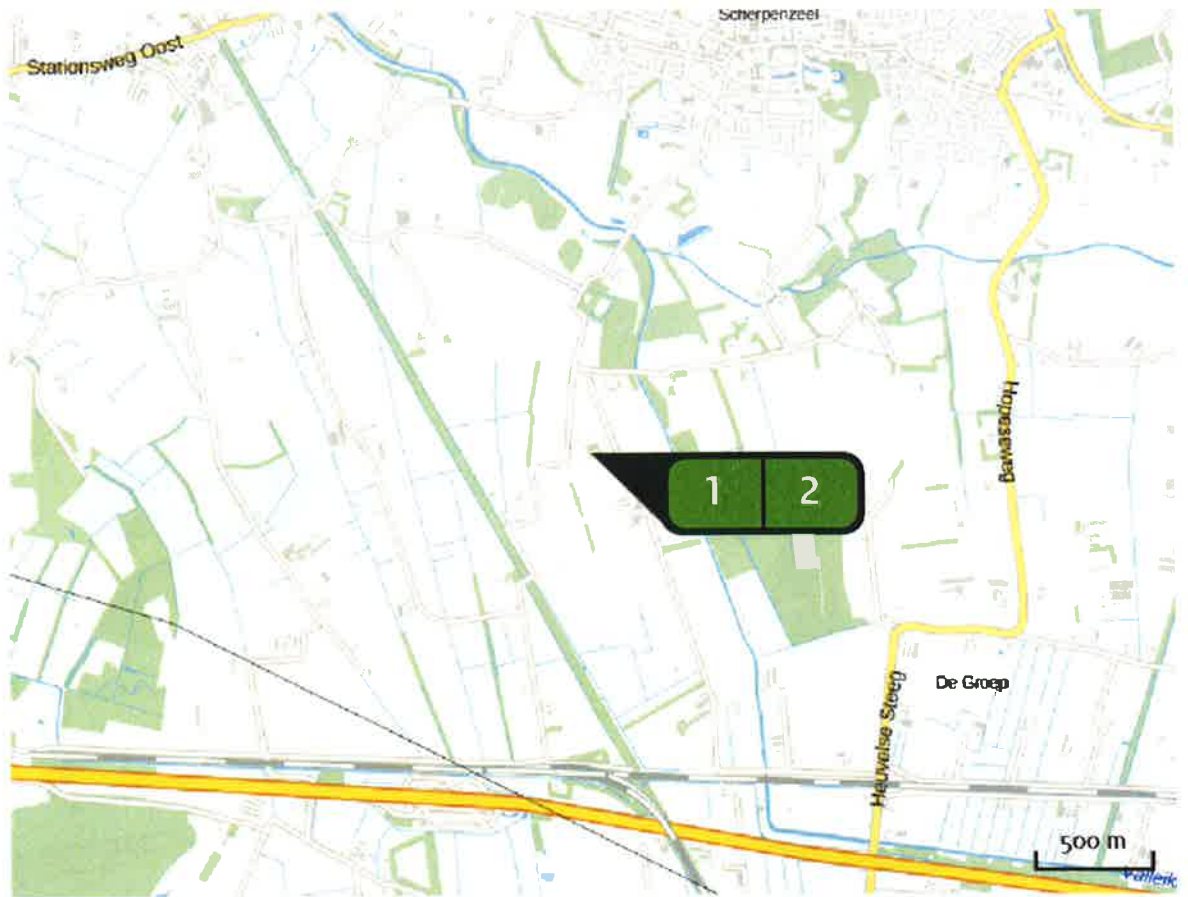 Scherpenzeel
Stationsweg Oost
Hopeseweg
1 2
De Groep
Heuvelse Steeg
500 m